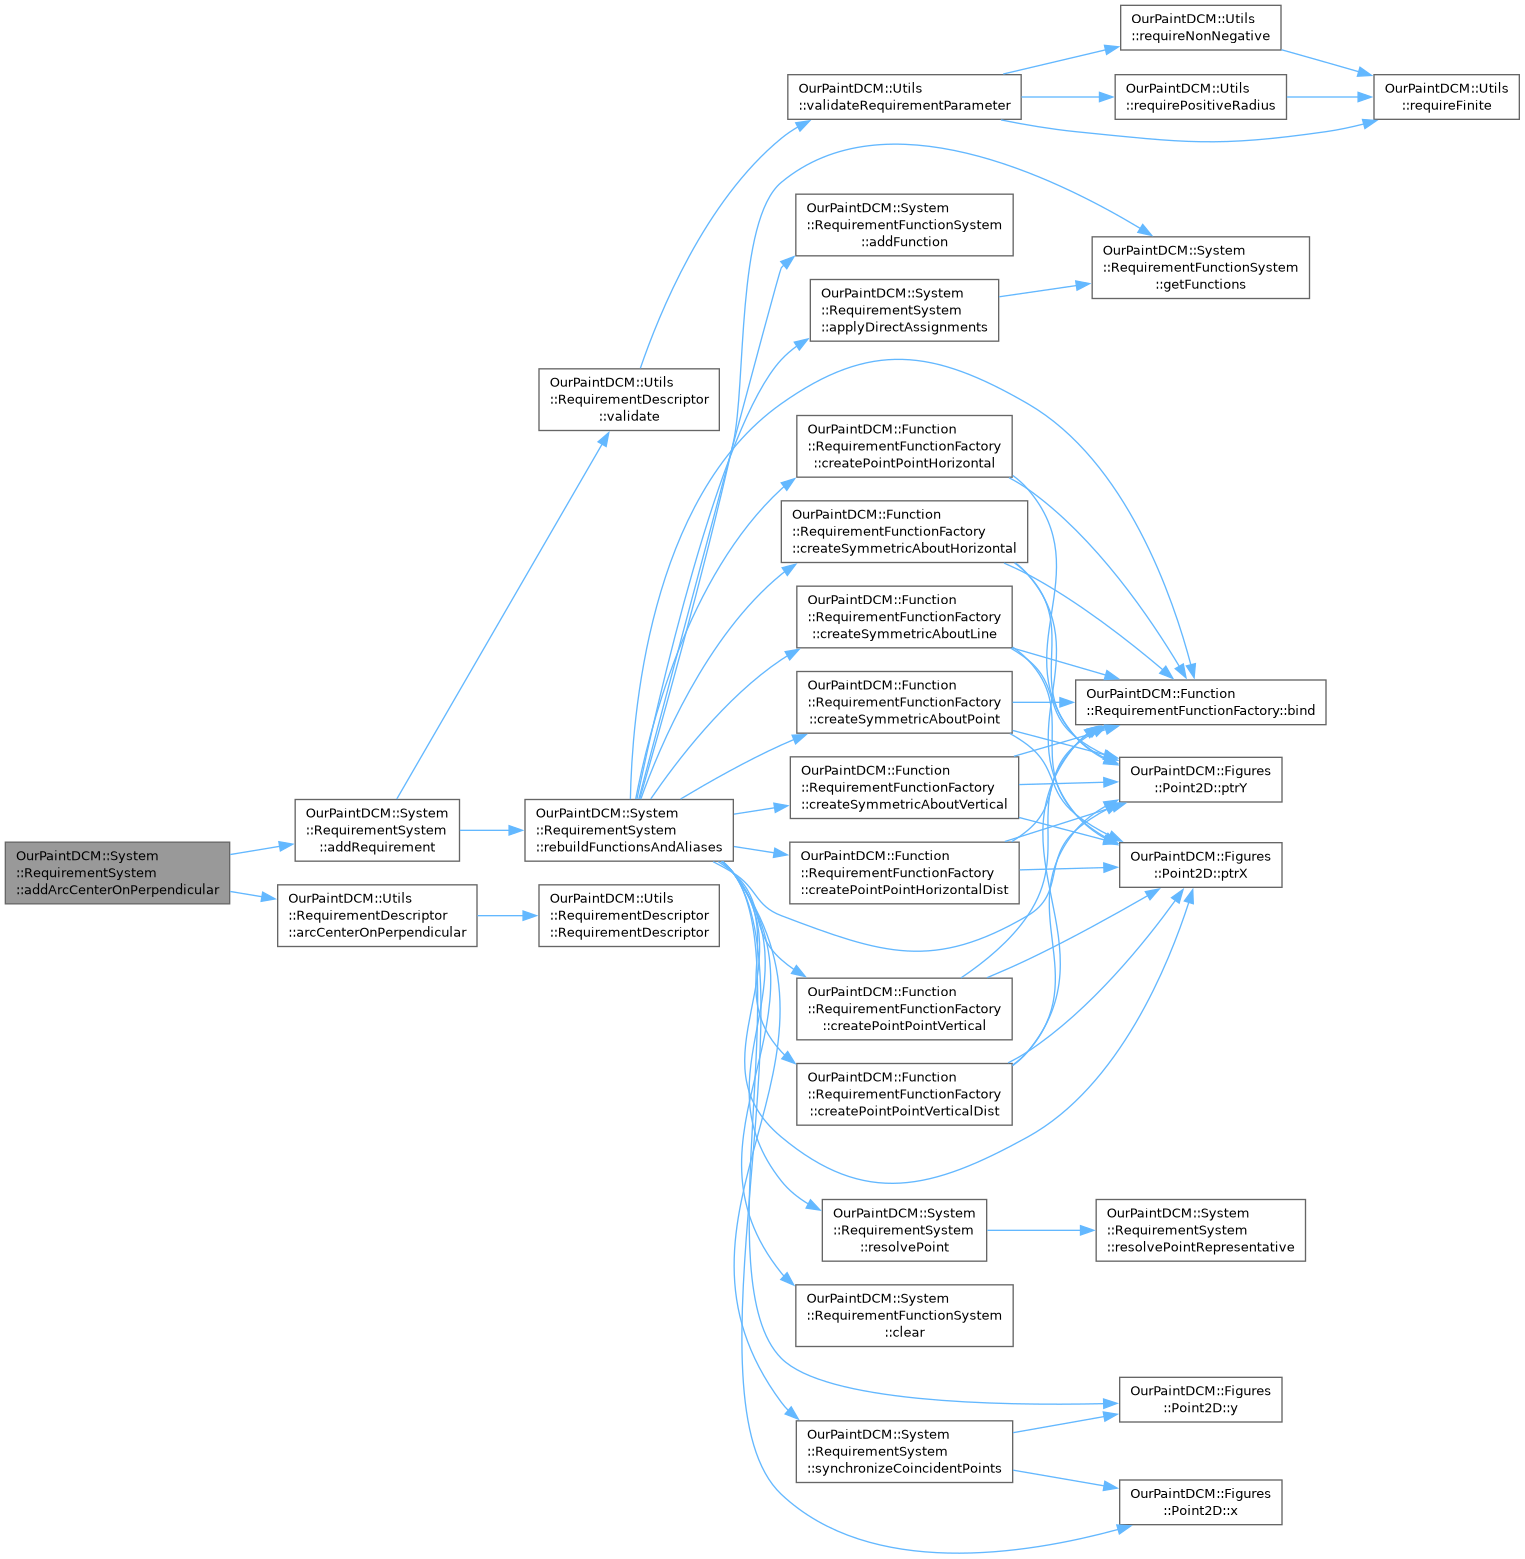 OurPaintDCM::System
::RequirementSystem
::addArcCenterOnPerpendicular
OurPaintDCM::System
::RequirementSystem
::addRequirement
OurPaintDCM::Utils
::RequirementDescriptor
::arcCenterOnPerpendicular
OurPaintDCM::Utils
::RequirementDescriptor
::validate
OurPaintDCM::System
::RequirementSystem
::rebuildFunctionsAndAliases
OurPaintDCM::Utils
::RequirementDescriptor
::RequirementDescriptor
OurPaintDCM::Utils
::validateRequirementParameter
OurPaintDCM::System
::RequirementFunctionSystem
::addFunction
OurPaintDCM::System
::RequirementSystem
::applyDirectAssignments
OurPaintDCM::Function
::RequirementFunctionFactory
::createPointPointHorizontal
OurPaintDCM::Function
::RequirementFunctionFactory
::createSymmetricAboutHorizontal
OurPaintDCM::Function
::RequirementFunctionFactory
::createSymmetricAboutLine
OurPaintDCM::Function
::RequirementFunctionFactory
::createSymmetricAboutPoint
OurPaintDCM::Function
::RequirementFunctionFactory
::createSymmetricAboutVertical
OurPaintDCM::Function
::RequirementFunctionFactory
::createPointPointHorizontalDist
OurPaintDCM::Function
::RequirementFunctionFactory
::createPointPointVertical
OurPaintDCM::Function
::RequirementFunctionFactory
::createPointPointVerticalDist
OurPaintDCM::System
::RequirementSystem
::resolvePoint
OurPaintDCM::System
::RequirementFunctionSystem
::clear
OurPaintDCM::System
::RequirementSystem
::synchronizeCoincidentPoints
OurPaintDCM::Utils
::requireNonNegative
OurPaintDCM::Utils
::requirePositiveRadius
OurPaintDCM::Utils
::requireFinite
OurPaintDCM::System
::RequirementFunctionSystem
::getFunctions
OurPaintDCM::Function
::RequirementFunctionFactory::bind
OurPaintDCM::Figures
::Point2D::ptrY
OurPaintDCM::Figures
::Point2D::ptrX
OurPaintDCM::System
::RequirementSystem
::resolvePointRepresentative
OurPaintDCM::Figures
::Point2D::y
OurPaintDCM::Figures
::Point2D::x